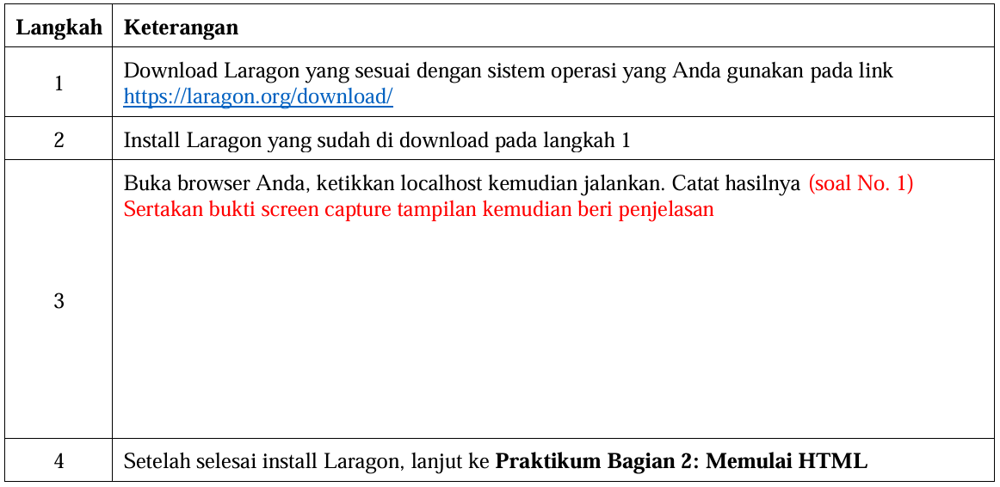 Langkah Keterangan
1
Download Laragon yang sesuai dengan sistem operasi yang Anda gunakan pada link
https://laragon.org/download/
2 Install Laragon yang sudah di download pada langkah 1
3
Buka browser Anda, ketikkan localhost kemudian jalankan. Catat hasilnya (soal No. 1)
Sertakan bukti screen capture tampilan kemudian beri penjelasan
4 Setelah selesai install Laragon, lanjut ke Praktikum Bagian 2: Memulai HTML